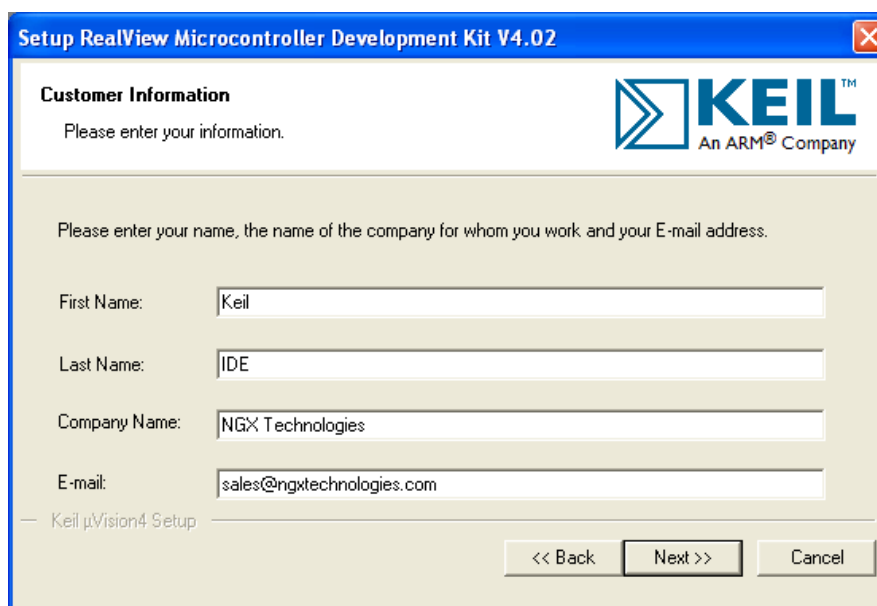 Setup RealView Microcontroller Development Kit V4.02
Customer Information
Please enter your information.
KEIL™
An ARM® Company
Please enter your name, the name of the company for whom you work and your E-mail address.
First Name: Keil
Last Name: IDE
Company Name: NGX Technologies
E-mail: sales@ngxtechnologies.com
Keil µVision4 Setup
<< Back Next >> Cancel